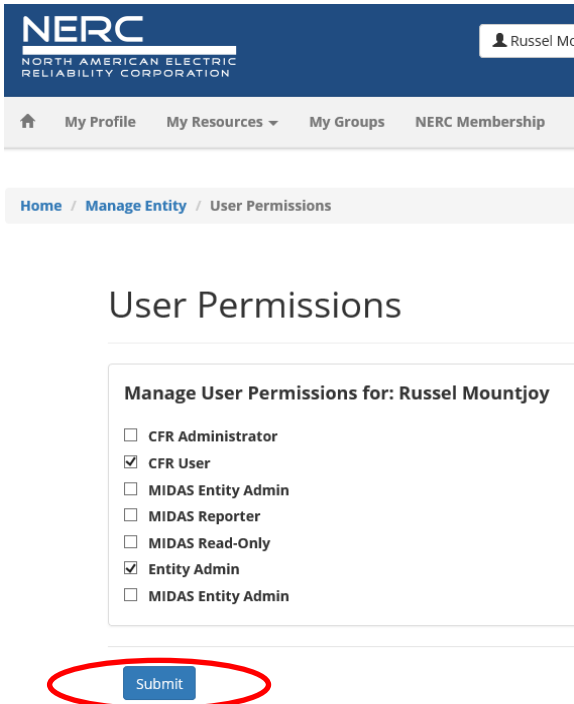 NERC
NORTH AMERICAN ELECTRIC
RELIABILITY CORPORATION
Russel Mo
My Profile My Resources My Groups NERC Membership
Home / Manage Entity / User Permissions
User Permissions
Manage User Permissions for: Russel Mountjoy
CFR Administrator
CFR User
MIDAS Entity Admin
MIDAS Reporter
MIDAS Read-Only
Entity Admin
MIDAS Entity Admin
Submit